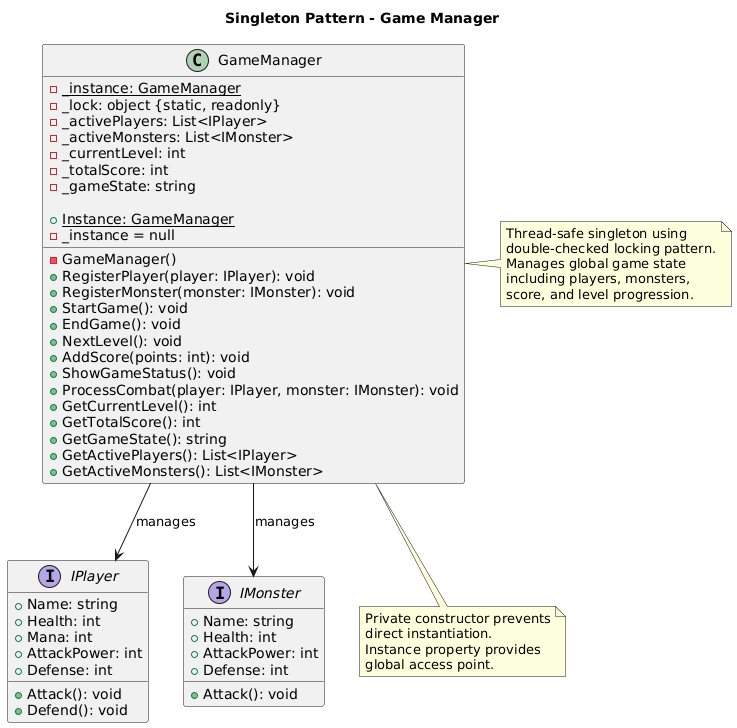 Singleton Pattern - Game Manager
C GameManager
_instance: GameManager
_lock: object {static, readonly}
_activePlayers: List<IPlayer>
_activeMonsters: List<IMonster>
_currentLevel: int
_totalScore: int
_gameState: string
Instance: GameManager
_instance = null
GameManager()
RegisterPlayer(player: IPlayer): void
RegisterMonster(monster: IMonster): void
StartGame(): void
EndGame(): void
NextLevel(): void
AddScore(points: int): void
ShowGameStatus(): void
ProcessCombat(player: IPlayer, monster: IMonster): void
GetCurrentLevel(): int
GetTotalScore(): int
GetGameState(): string
GetActivePlayers(): List<IPlayer>
GetActiveMonsters(): List<IMonster>
Thread-safe singleton using
double-checked locking pattern.
Manages global game state
including players, monsters,
score, and level progression.
manages
manages
I IPlayer
Name: string
Health: int
Mana: int
AttackPower: int
Defense: int
Attack(): void
Defend(): void
I IMonster
Name: string
Health: int
AttackPower: int
Defense: int
Attack(): void
Private constructor prevents
direct instantiation.
Instance property provides
global access point.